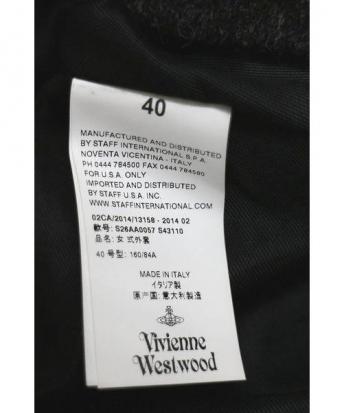 40
MANUFACTURED AND DISTRIBUTED
BY STAFF INTERNATIONAL S.P.A.
NOVENTA VICENTINA - ITALY
PH 0444 784500 FAX 0444 784580
FOR U.S.A. ONLY
IMPORTED AND DISTRIBUTED
BY STAFF U.S.A. INC.
WWW.STAFFINTERNATIONAL.COM
02CA/2014/13158 - 2014 02
款号: S26AA0057 S43110
品名: 女式外套
40 号型: 160/84A
MADE IN ITALY
イタリア製
原产国: 意大利製造
Vivienne
Westwood